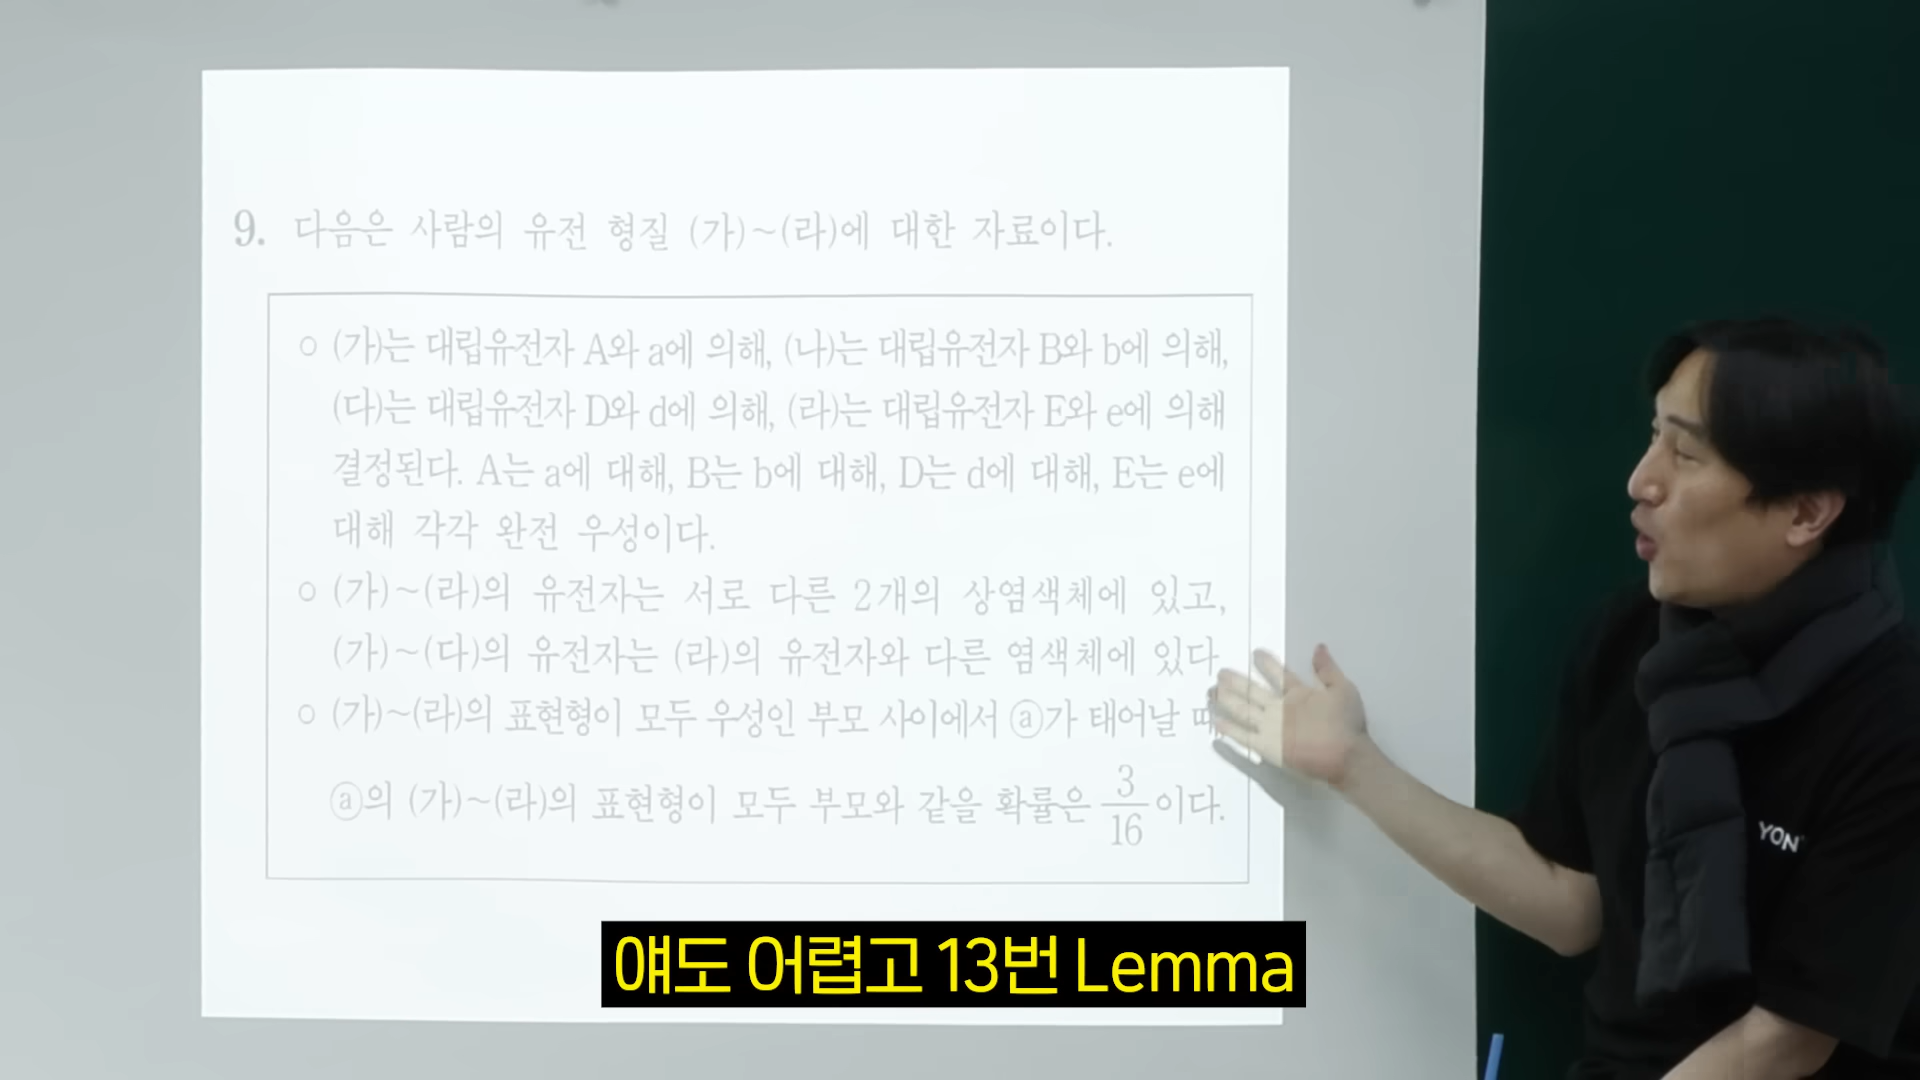 9. 다음은 사람의 유전 형질 (가)~(라)에 대한 자료이다.
○ (가)는 대립유전자 A와 a에 의해, (나)는 대립유전자 B와 b에 의해,
(다)는 대립유전자 D와 d에 의해, (라)는 대립유전자 E와 e에 의해
결정된다. A는 a에 대해, B는 b에 대해, D는 d에 대해, E는 e에
대해 각각 완전 우성이다.
○ (가)~(라)의 유전자는 서로 다른 2개의 상염색체에 있고,
(가)~(다)의 유전자는 (라)의 유전자와 다른 염색체에 있다.
○ (가)~(라)의 표현형이 모두 우성인 부모 사이에서 ⓐ가 태어날
ⓐ의 (가)~(라)의 표현형이 모두 부모와 같을 확률은 3/16이다.
YON
얘도 어렵고 13번 Lemma